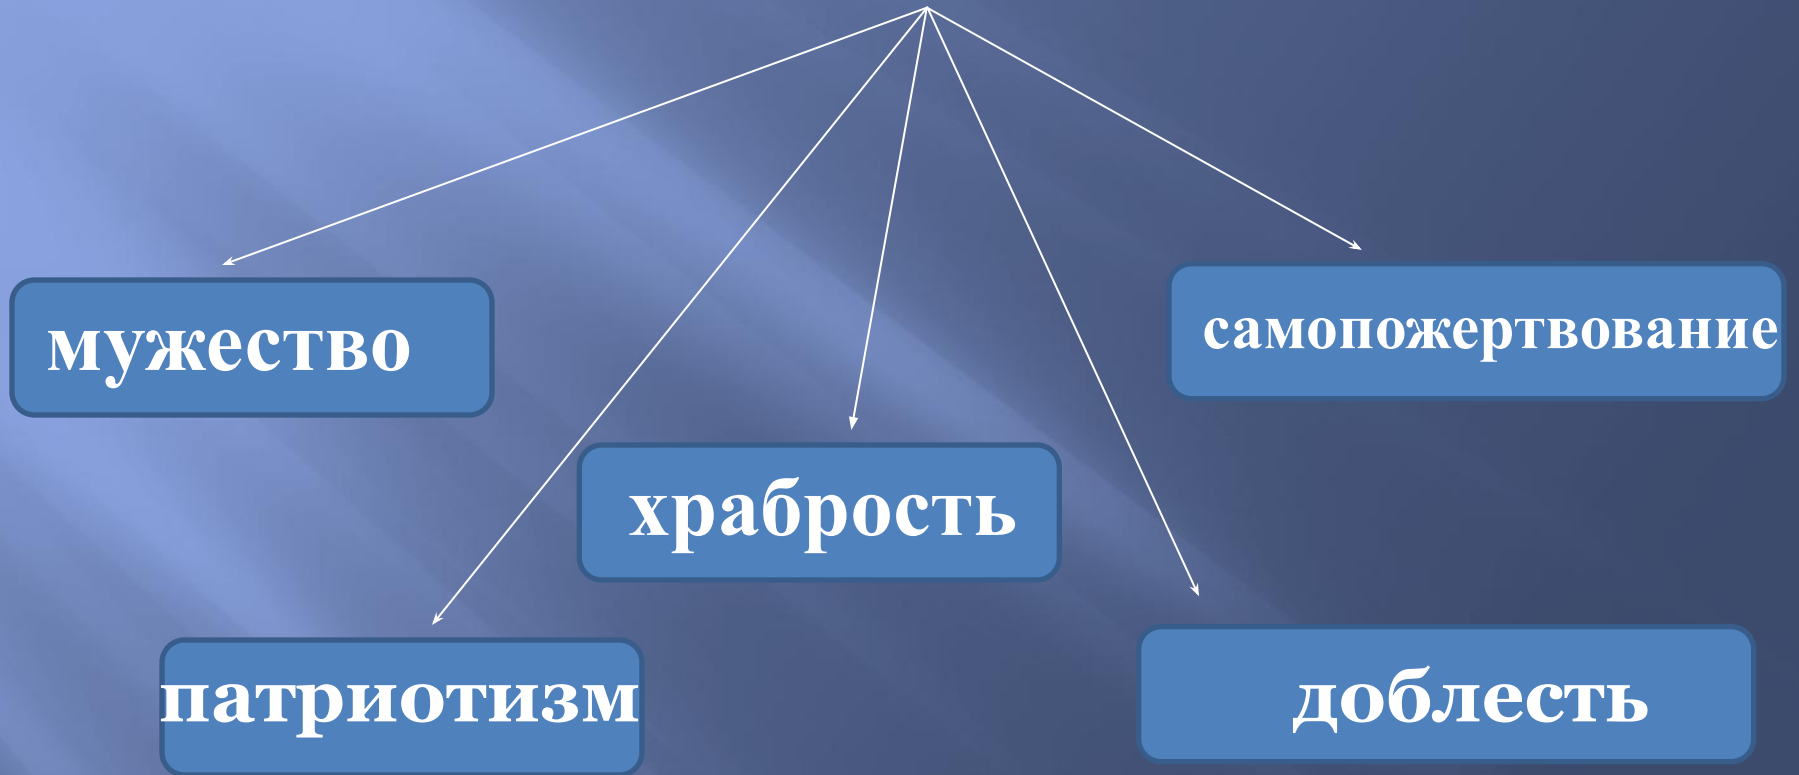 мужество
самопожертвование
храбрость
патриотизм
доблесть